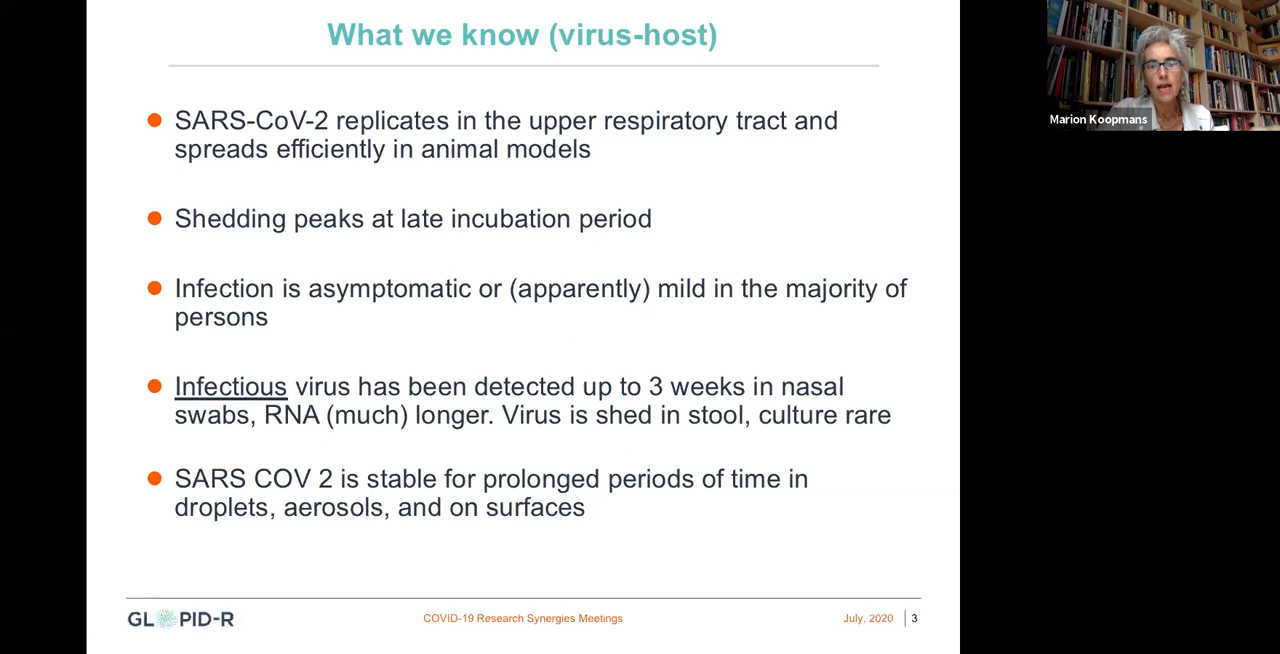 What we know (virus-host)
SARS-CoV-2 replicates in the upper respiratory tract and
spreads efficiently in animal models
Shedding peaks at late incubation period
Infection is asymptomatic or (apparently) mild in the majority of
persons
Infectious virus has been detected up to 3 weeks in nasal
swabs, RNA (much) longer. Virus is shed in stool, culture rare
SARS COV 2 is stable for prolonged periods of time in
droplets, aerosols, and on surfaces
GLOPID-R
COVID-19 Research Synergies Meetings
July, 2020
3
Marion Koopmans